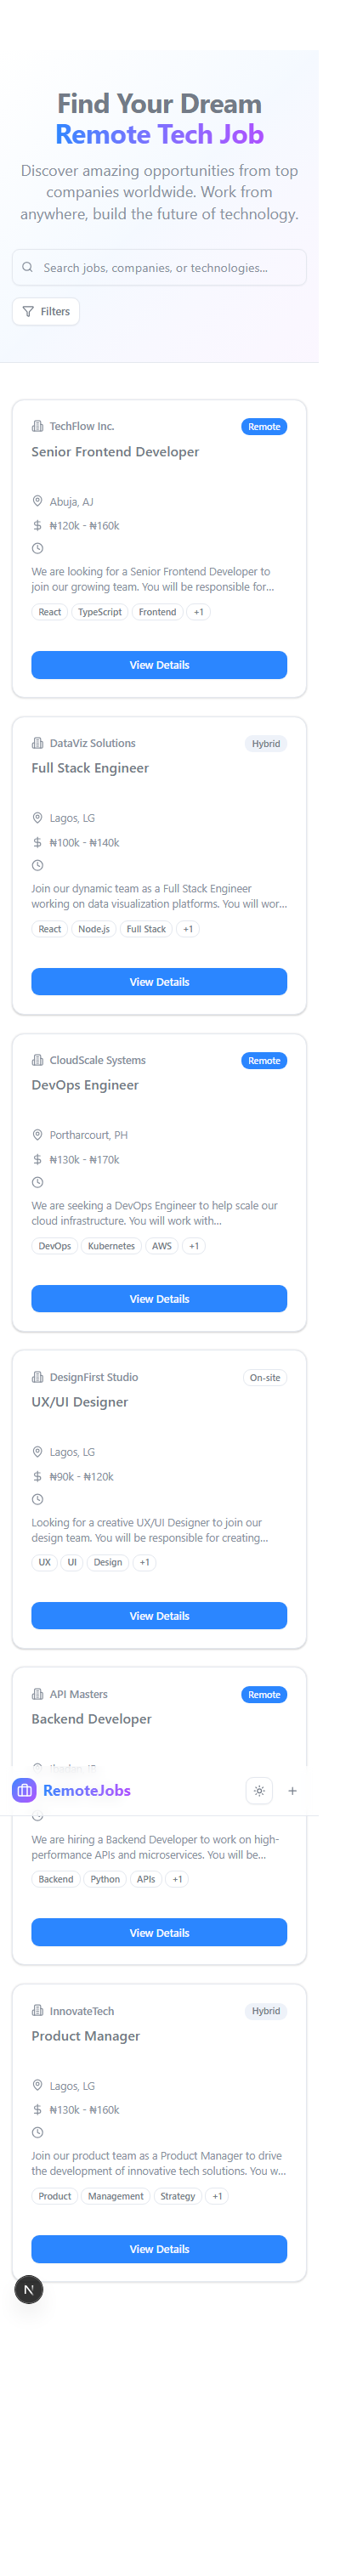 Find Your Dream
Remote Tech Job
Discover amazing opportunities from top
companies worldwide. Work from
anywhere, build the future of technology.
Search jobs, companies, or technologies...
Filters
TechFlow Inc.
Remote
Senior Frontend Developer
Abuja, AJ
₦120k - ₦160k
We are looking for a Senior Frontend Developer to
join our growing team. You will be responsible for...
React TypeScript Frontend +1
View Details
DataViz Solutions
Hybrid
Full Stack Engineer
Lagos, LG
₦100k - ₦140k
Join our dynamic team as a Full Stack Engineer
working on data visualization platforms. You will wor...
React Node.js Full Stack +1
View Details
CloudScale Systems
Remote
DevOps Engineer
Portharcourt, PH
₦130k - ₦170k
We are seeking a DevOps Engineer to help scale our
cloud infrastructure. You will work with...
DevOps Kubernetes AWS +1
View Details
DesignFirst Studio
On-site
UX/UI Designer
Lagos, LG
₦90k - ₦120k
Looking for a creative UX/UI Designer to join our
design team. You will be responsible for creating...
UX UI Design +1
View Details
API Masters
Remote
Backend Developer
RemoteJobs
We are hiring a Backend Developer to work on high-
performance APIs and microservices. You will be...
Backend Python APIs +1
View Details
InnovateTech
Hybrid
Product Manager
Lagos, LG
₦130k - ₦160k
Join our product team as a Product Manager to drive
the development of innovative tech solutions. You w...
Product Management Strategy +1
View Details
N